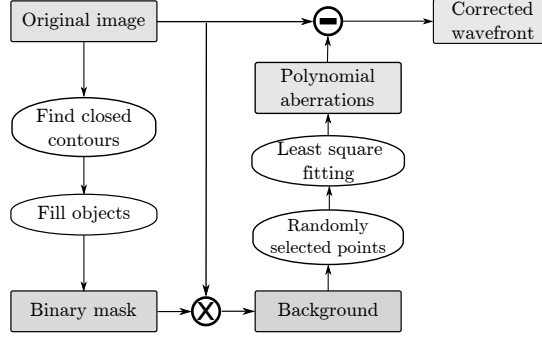 Original image
Find closed
contours
Fill objects
Binary mask
X
Background
Randomly
selected points
Least square
fitting
Polynomial
aberrations
Corrected
wavefront